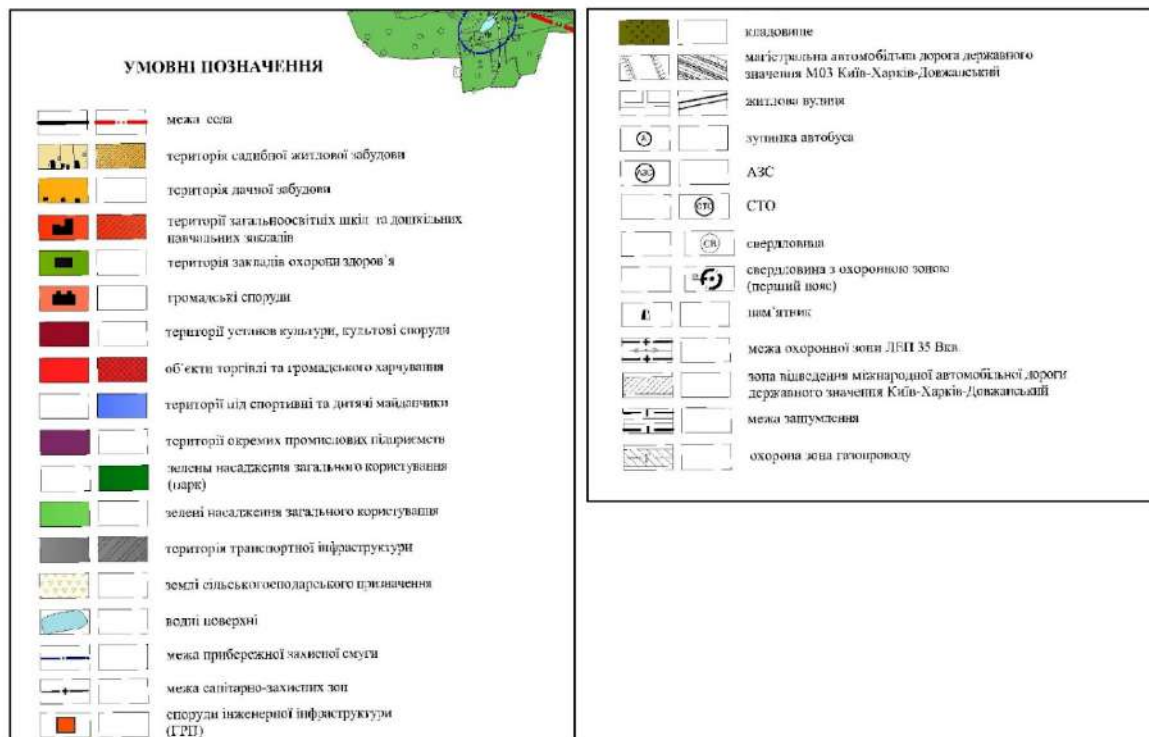 УМОВНІ ПОЗНАЧЕННЯ
межа села
територія садибної житлової забудови
територія дачної забудови
території загальноосвітніх шкіл та дошкільних
навчальних закладів
територія закладів охорони здоров'я
громадські споруди
території установ культури, культові споруди
об'єкти торгівлі та громадського харчування
території під спортивні та дитячі майданчики
території окремих промислових підприємств
зелены насадження загального користування
(парк)
зелені насадження загального користування
територія транспортної інфраструктури
землі сільськогосподарського призначення
водні поверхні
межа прибережної захисної смуги
межа санітарно-захисних зон
споруди інженерної інфраструктури
(ГРП)
кладовище
магістральна автомобільна дорога державного
значення М03 Київ-Харків-Довжанський
житлова вулиця
А зупинка автобуса
АЗС АЗС
СТО СТО
СВ свердловина
свердловина з охоронною зоною
(перший пояс)
пам'ятник
межа охоронної зони ЛЕП 35 Вкв.
зона відведення міжнародної автомобільної дороги
державного значення Київ-Харків-Довжанський
межа зашумлення
охорона зона газопроводу